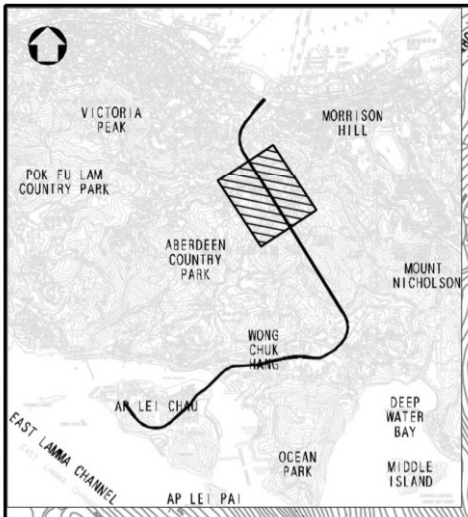 VICTORIA
PEAK
MORRISON
HILL
POK FU LAM
COUNTRY PARK
ABERDEEN
COUNTRY
PARK
MOUNT
NICHOLSON
WONG
CHUK
HANG
AP LEI CHAU
DEEP
WATER
BAY
EAST LAMMA CHANNEL
OCEAN
PARK
MIDDLE
ISLAND
AP LEI PAI